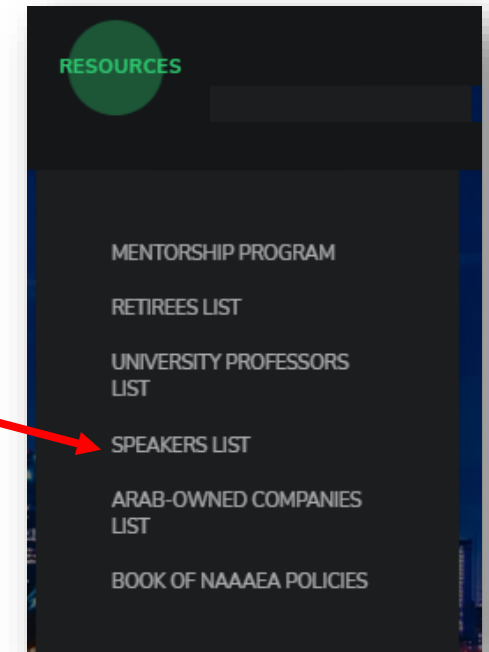 RESOURCES
MENTORSHIP PROGRAM
RETIREES LIST
UNIVERSITY PROFESSORS
LIST
SPEAKERS LIST
ARAB-OWNED COMPANIES
LIST
BOOK OF NAAAEA POLICIES